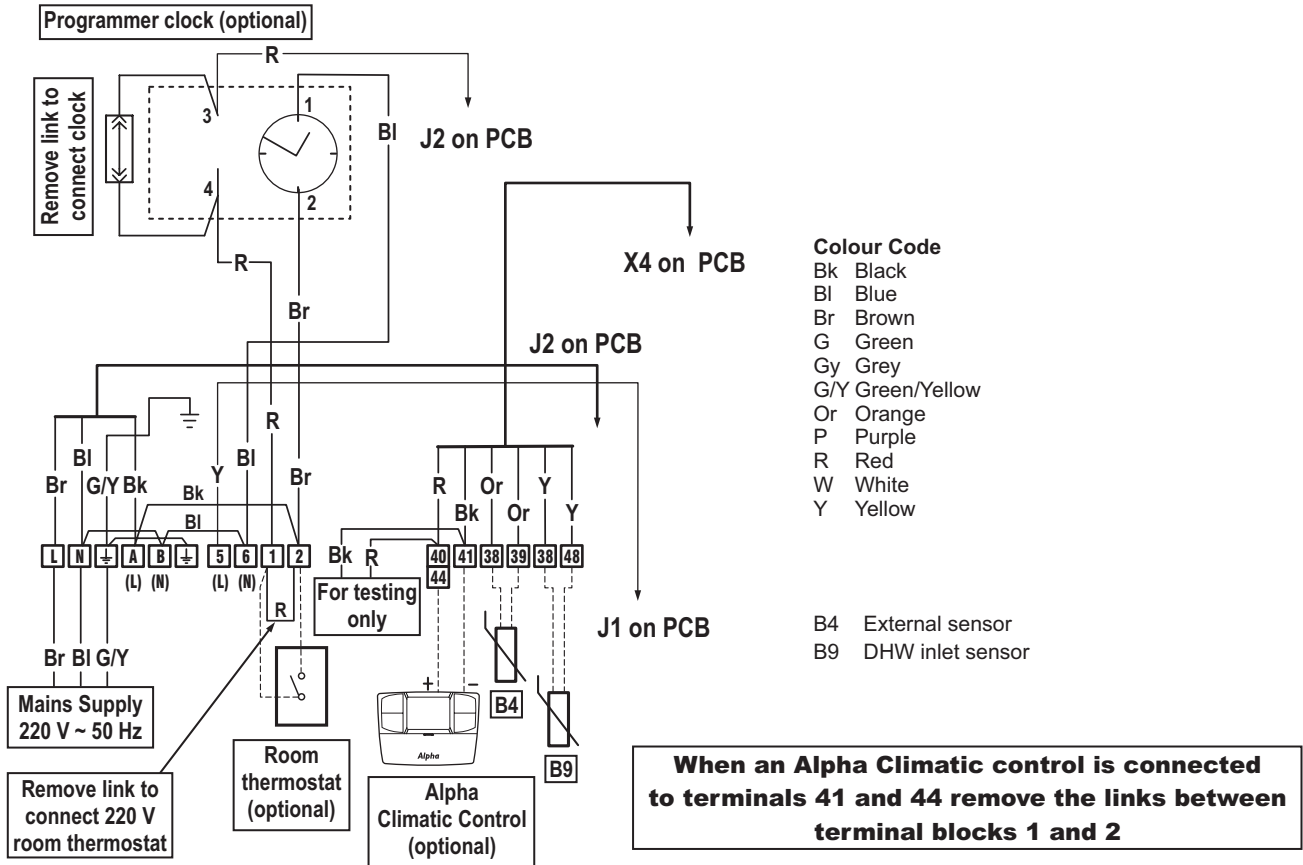 Programmer clock (optional)
R
Remove link to
connect clock
3
1
Bl
J2 on PCB
4
2
R
X4 on PCB
Br
J2 on PCB
R
Bl
Y
Bl
R
Or
Y
Br
G/Y
Bk
Bk
Br
Bk
Or
Y
Bl
L
N
A
B
5
6
1
2
Bk
R
40
41
38
39
38
48
(L)
(N)
(L)
(N)
44
For testing
only
R
J1 on PCB
Br
Bl
G/Y
+
−
Mains Supply
220 V ~ 50 Hz
B4
Alpha
B9
Remove link to
connect 220 V
room thermostat
Room
thermostat
(optional)
Alpha
Climatic Control
(optional)
Colour Code
Bk Black
Bl Blue
Br Brown
G Green
Gy Grey
G/Y Green/Yellow
Or Orange
P Purple
R Red
W White
Y Yellow
B4 External sensor
B9 DHW inlet sensor
When an Alpha Climatic control is connected
to terminals 41 and 44 remove the links between
terminal blocks 1 and 2